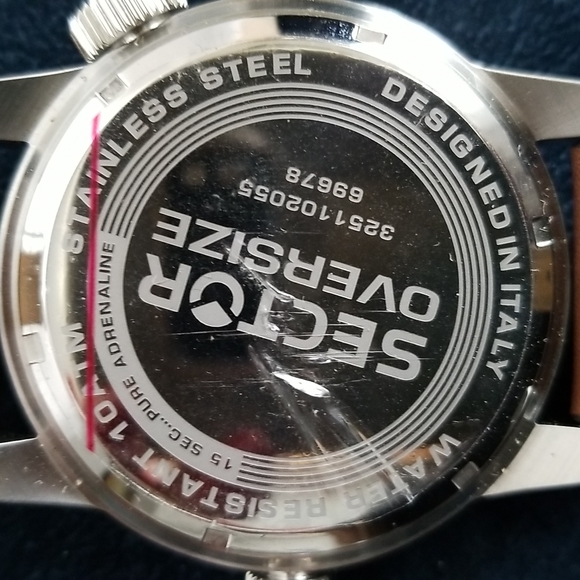 STAINLESS STEEL
DESIGNED IN ITALY
WATER RESISTANT 10ATM
15 SEC...PURE ADRENALINE
SECTOR
OVERSIZE
3251102055
69678